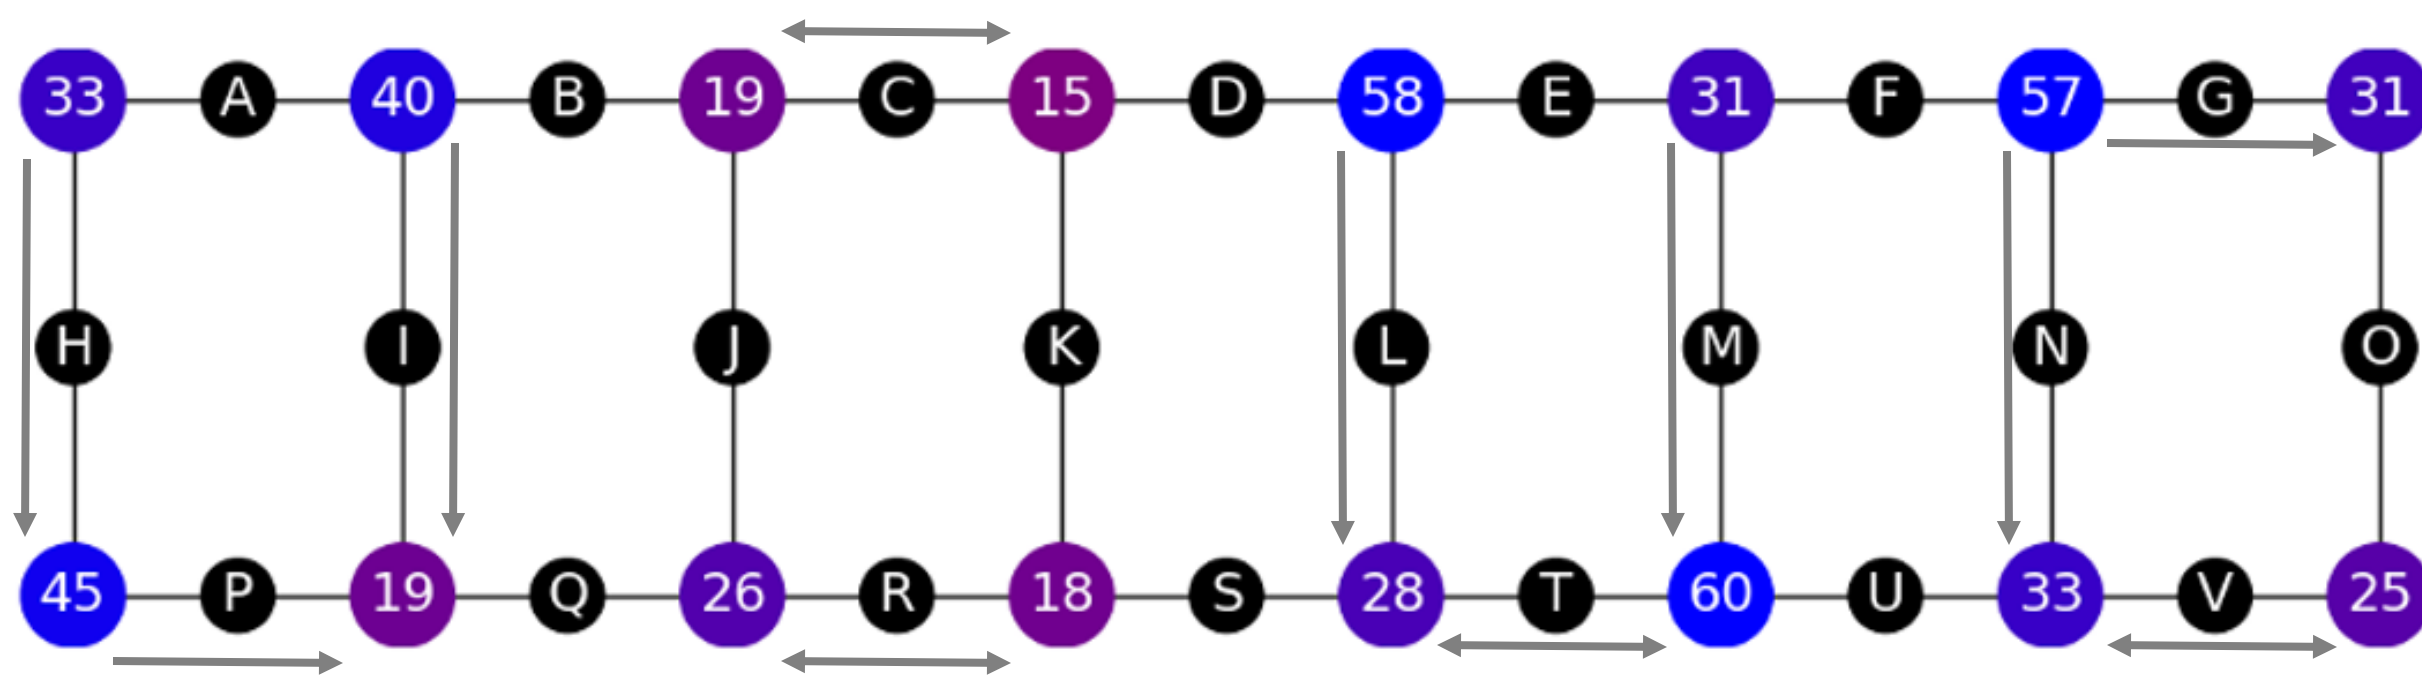 33 A 40 B 19 C 15 D 58 E 31 F 57 G 31
H I J K L M N O
45 P 19 Q 26 R 18 S 28 T 60 U 33 V 25